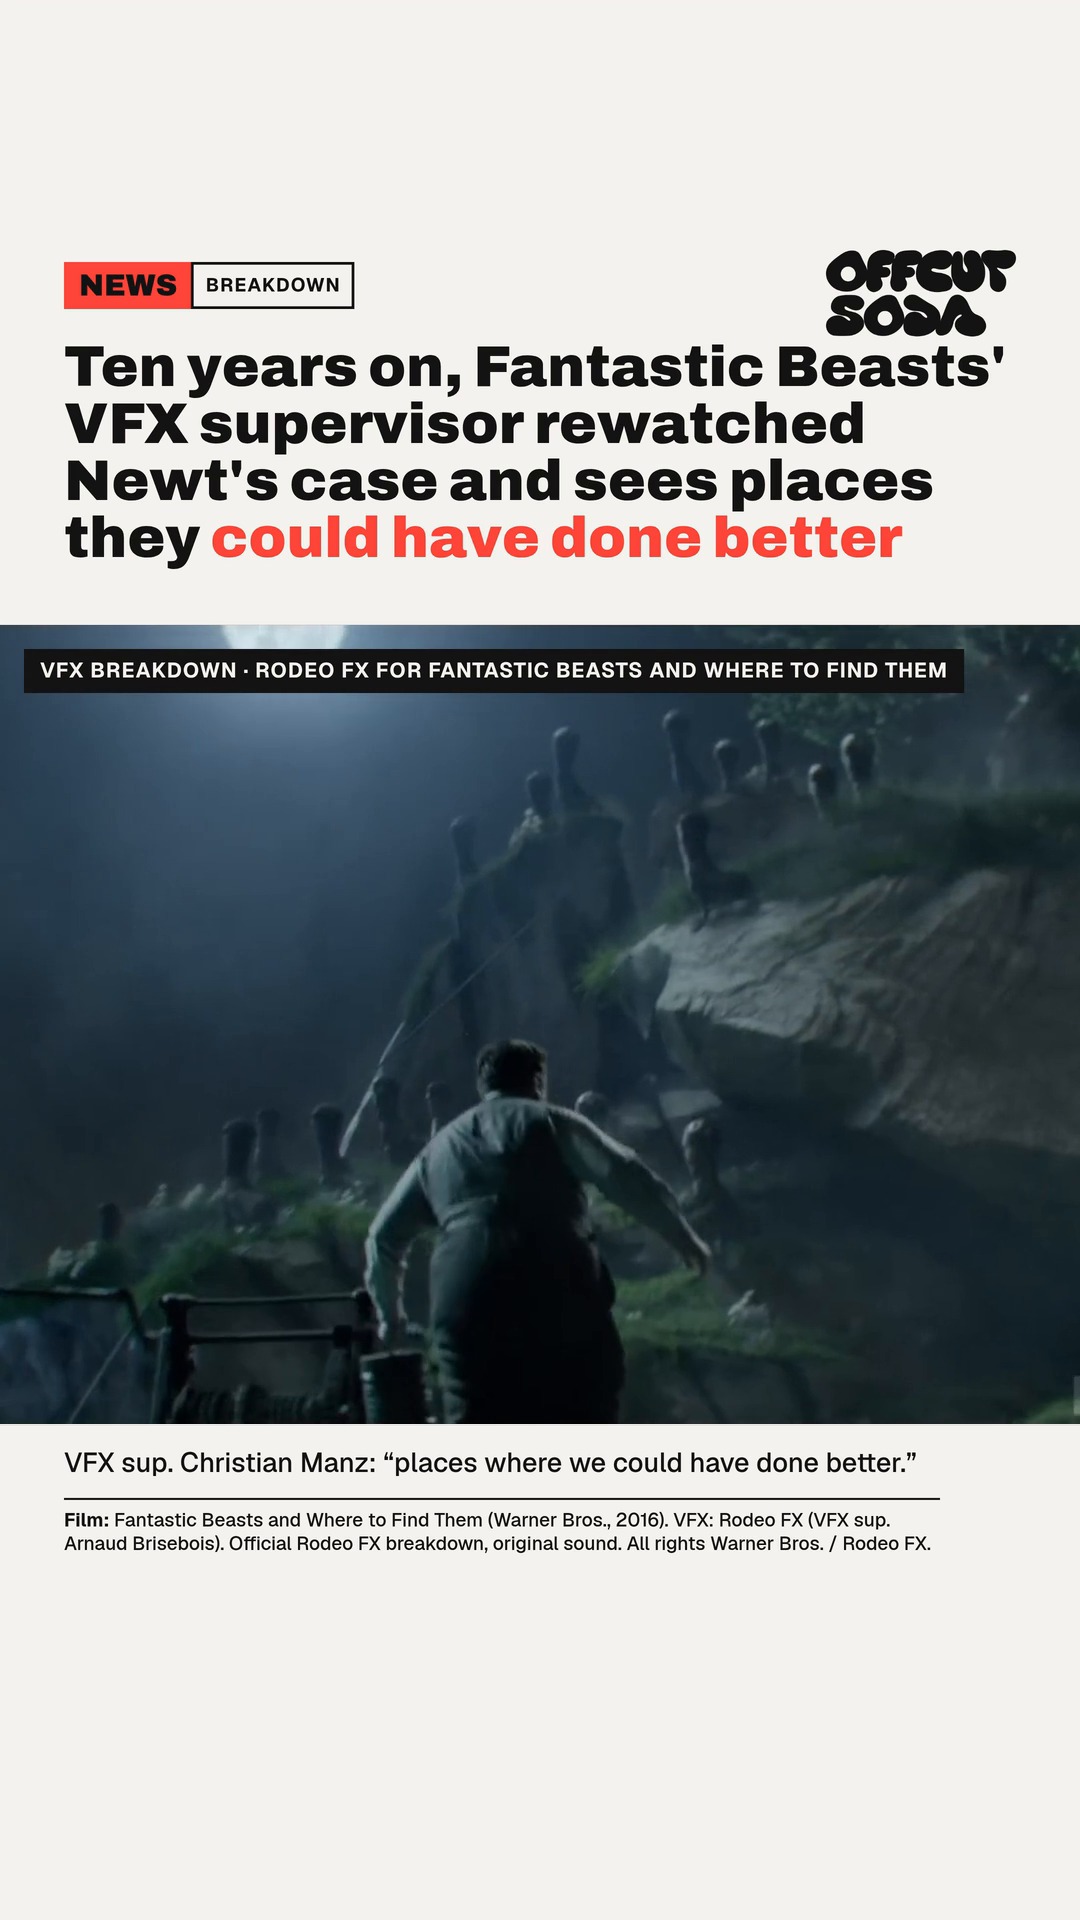 NEWS BREAKDOWN
OFFCUT
SODA
Ten years on, Fantastic Beasts'
VFX supervisor rewatched
Newt's case and sees places
they could have done better
VFX BREAKDOWN · RODEO FX FOR FANTASTIC BEASTS AND WHERE TO FIND THEM
VFX sup. Christian Manz: “places where we could have done better.”
Film: Fantastic Beasts and Where to Find Them (Warner Bros., 2016). VFX: Rodeo FX (VFX sup.
Arnaud Brisebois). Official Rodeo FX breakdown, original sound. All rights Warner Bros. / Rodeo FX.